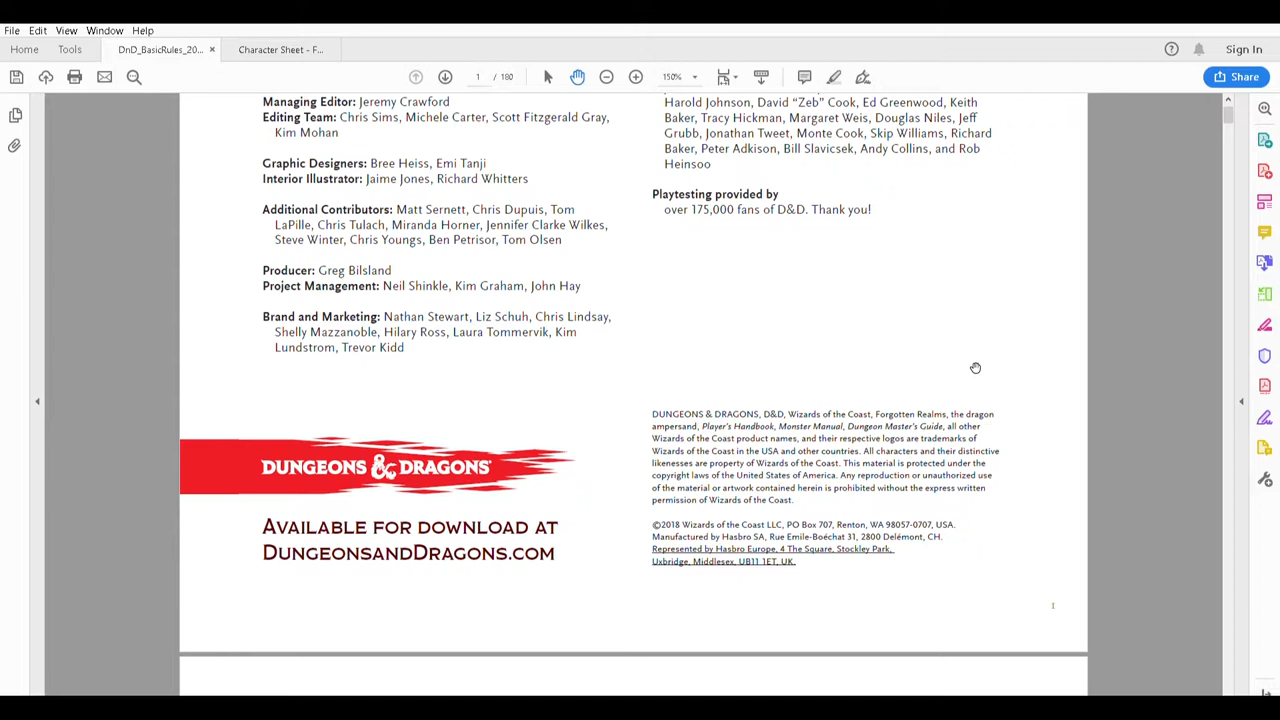 File Edit View Window Help
Home Tools DnD_BasicRules_20... × Character Sheet - F... Sign In
1 / 180 150% Share
Managing Editor: Jeremy Crawford
Editing Team: Chris Sims, Michele Carter, Scott Fitzgerald Gray,
Kim Mohan
Graphic Designers: Bree Heiss, Emi Tanji
Interior Illustrator: Jaime Jones, Richard Whitters
Additional Contributors: Matt Sernett, Chris Dupuis, Tom
LaPille, Chris Tulach, Miranda Horner, Jennifer Clarke Wilkes,
Steve Winter, Chris Youngs, Ben Petrisor, Tom Olsen
Producer: Greg Bilsland
Project Management: Neil Shinkle, Kim Graham, John Hay
Brand and Marketing: Nathan Stewart, Liz Schuh, Chris Lindsay,
Shelly Mazzanoble, Hilary Ross, Laura Tommervik, Kim
Lundstrom, Trevor Kidd
DUNGEONS & DRAGONS®
AVAILABLE FOR DOWNLOAD AT
DUNGEONSANDDRAGONS.COM
Harold Johnson, David “Zeb” Cook, Ed Greenwood, Keith
Baker, Tracy Hickman, Margaret Weis, Douglas Niles, Jeff
Grubb, Jonathan Tweet, Monte Cook, Skip Williams, Richard
Baker, Peter Adkison, Bill Slavicsek, Andy Collins, and Rob
Heinsoo
Playtesting provided by
over 175,000 fans of D&D. Thank you!
DUNGEONS & DRAGONS, D&D, Wizards of the Coast, Forgotten Realms, the dragon
ampersand, Player’s Handbook, Monster Manual, Dungeon Master’s Guide, all other
Wizards of the Coast product names, and their respective logos are trademarks of
Wizards of the Coast in the USA and other countries. All characters and their distinctive
likenesses are property of Wizards of the Coast. This material is protected under the
copyright laws of the United States of America. Any reproduction or unauthorized use
of the material or artwork contained herein is prohibited without the express written
permission of Wizards of the Coast.
©2018 Wizards of the Coast LLC, PO Box 707, Renton, WA 98057-0707, USA.
Manufactured by Hasbro SA, Rue Emile-Boéchat 31, 2800 Delémont, CH.
Represented by Hasbro Europe, 4 The Square, Stockley Park,
Uxbridge, Middlesex, UB11 1ET, UK.
1